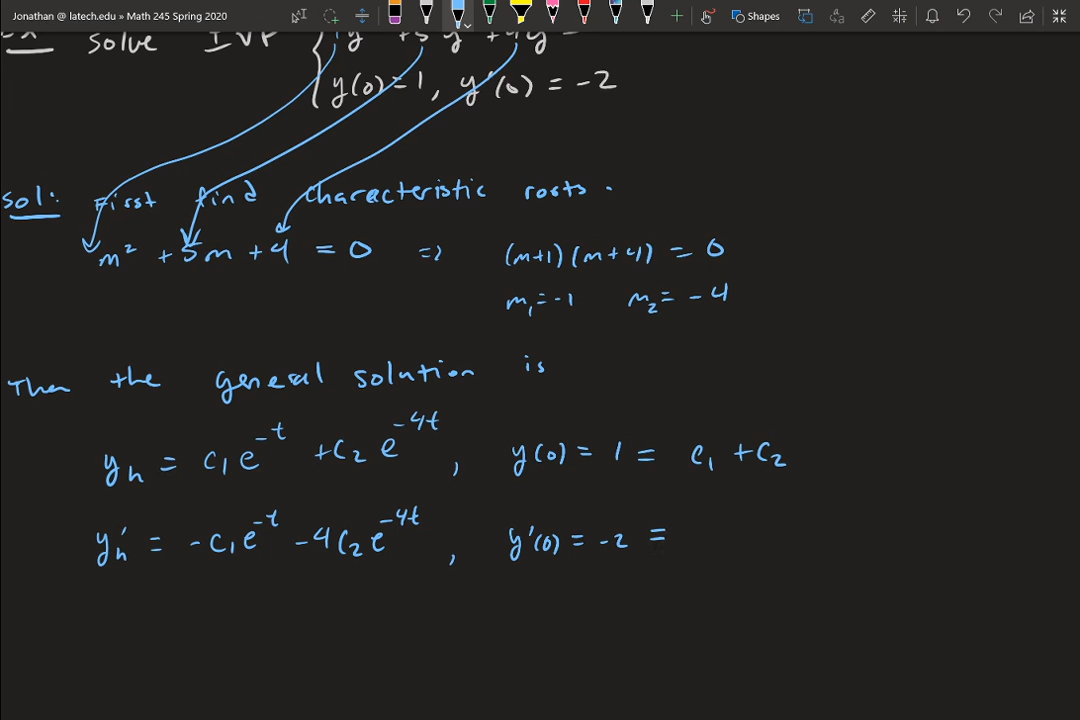 Jonathan @ latech.edu » Math 245 Spring 2020
Shapes
Solve IVP y + 5 y + 4y =
y(0) = 1, y'(0) = -2
Sol: First find characteristic roots.
m² + 5m + 4 = 0 => (m+1)(m+4) = 0
m₁ = -1 m₂ = -4
Then the general solution is
yₕ = c₁e^{-t} + c₂e^{-4t}, y(0) = 1 = c₁ + c₂
yₕ' = -c₁e^{-t} - 4c₂e^{-4t}, y'(0) = -2 =